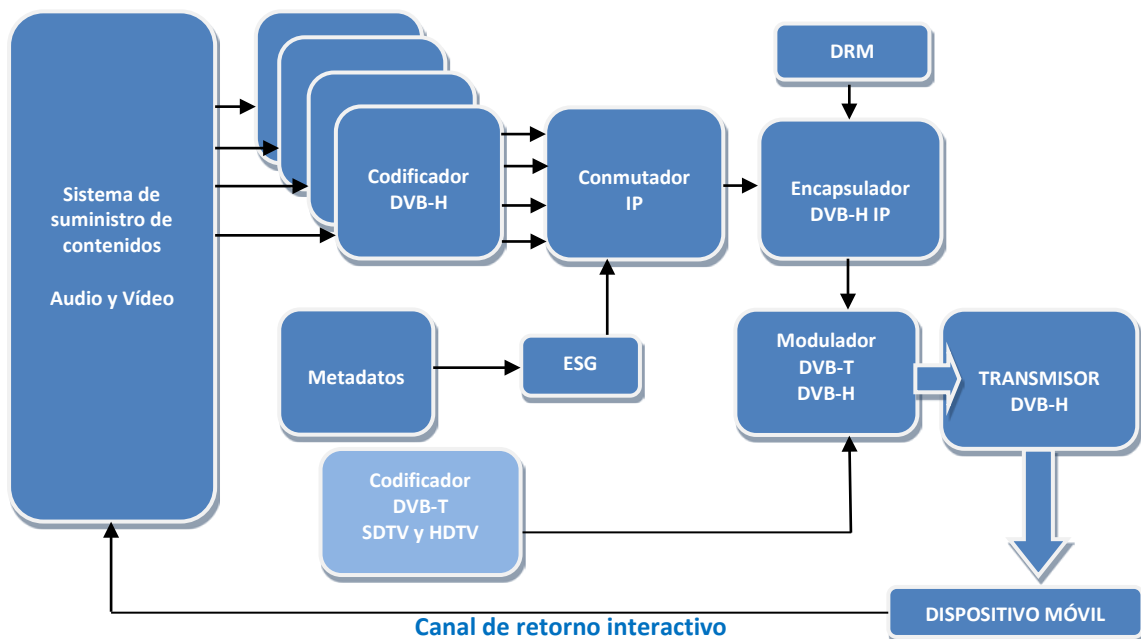 Sistema de
suministro de
contenidos
Audio y Vídeo
Codificador
DVB-H
Conmutador
IP
DRM
Encapsulador
DVB-H IP
Metadatos
ESG
Modulador
DVB-T
DVB-H
TRANSMISOR
DVB-H
Codificador
DVB-T
SDTV y HDTV
DISPOSITIVO MÓVIL
Canal de retorno interactivo